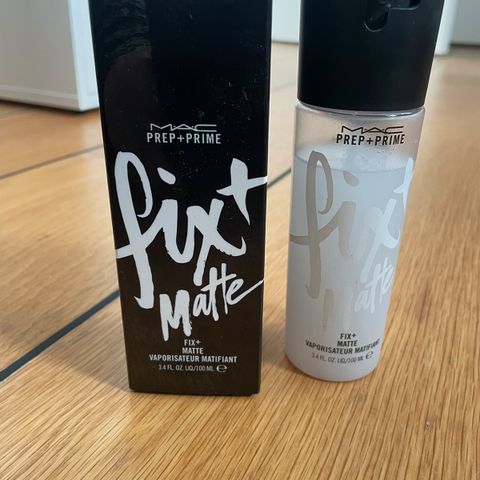 MAC
PREP+PRIME
fix+
Matte
FIX+
MATTE
VAPORISATEUR MATIFIANT
3.4 FL. OZ. LIQ/100 ML ℮
MAC
PREP+PRIME
fix+
Matte
FIX+
MATTE
VAPORISATEUR MATIFIANT
3.4 FL. OZ. LIQ/100 ML ℮